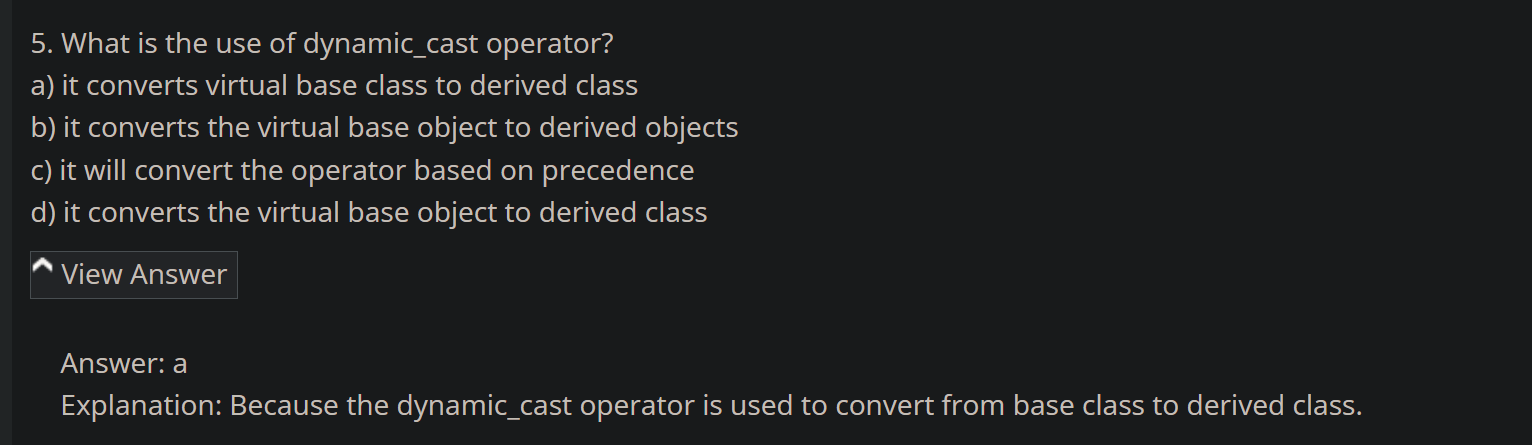 5. What is the use of dynamic_cast operator?
a) it converts virtual base class to derived class
b) it converts the virtual base object to derived objects
c) it will convert the operator based on precedence
d) it converts the virtual base object to derived class
View Answer
Answer: a
Explanation: Because the dynamic_cast operator is used to convert from base class to derived class.